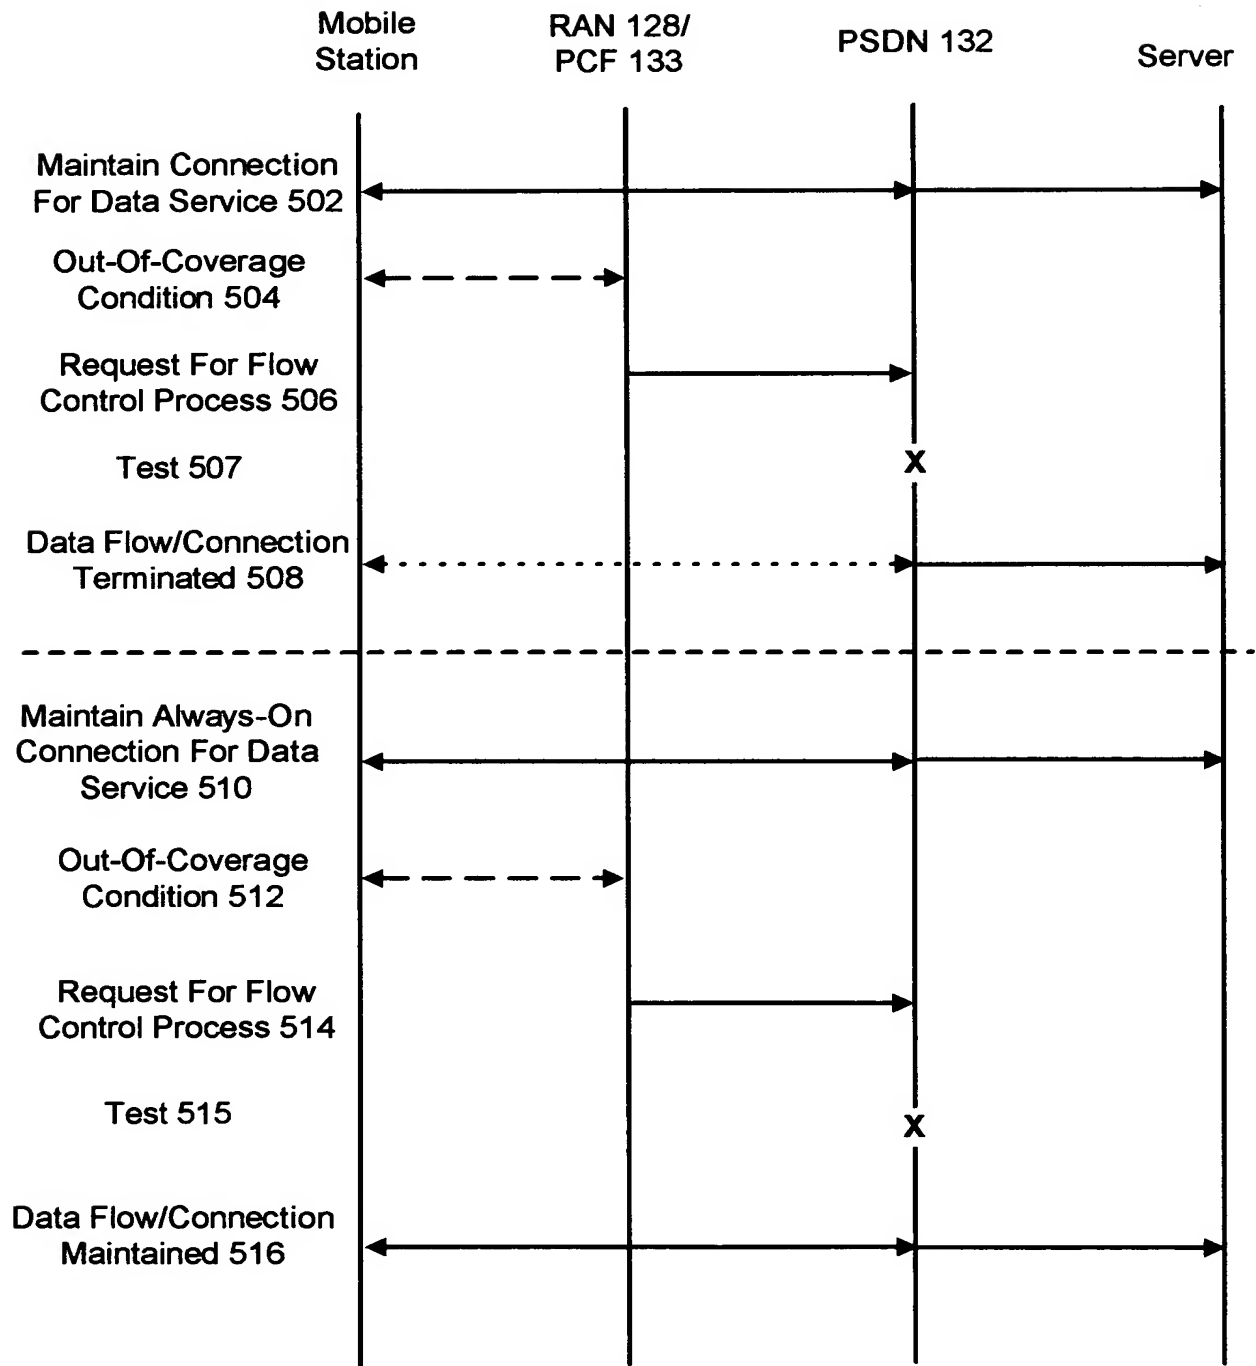 Mobile
Station
RAN 128/
PCF 133
PSDN 132
Server
Maintain Connection
For Data Service 502
Out-Of-Coverage
Condition 504
Request For Flow
Control Process 506
Test 507
X
Data Flow/Connection
Terminated 508
Maintain Always-On
Connection For Data
Service 510
Out-Of-Coverage
Condition 512
Request For Flow
Control Process 514
Test 515
X
Data Flow/Connection
Maintained 516